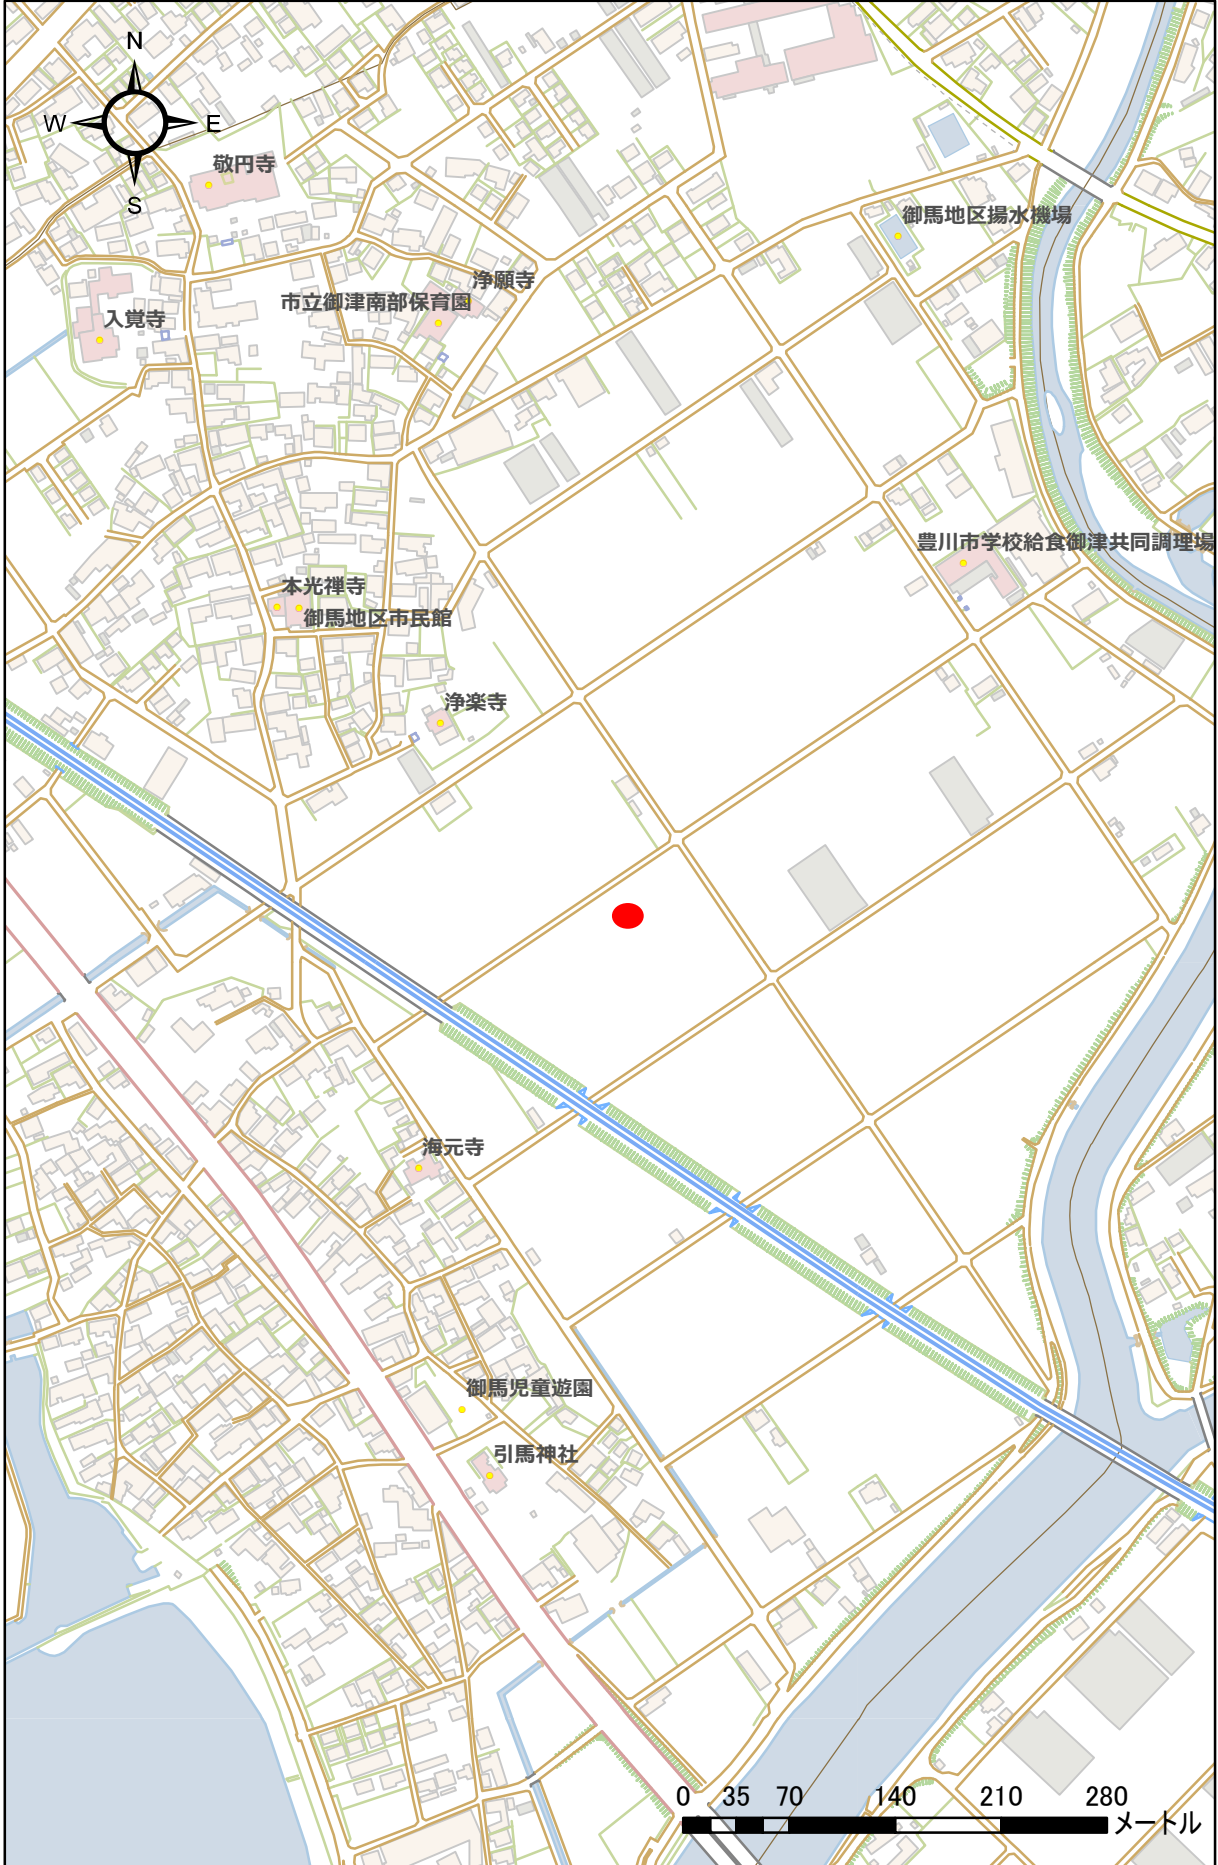 N
W E
S
敬円寺
御馬地区揚水機場
浄願寺
市立御津南部保育園
入覚寺
豊川市学校給食御津共同調理場
本光禅寺
御馬地区市民館
浄楽寺
海元寺
御馬児童遊園
引馬神社
0 35 70 140 210 280
メートル